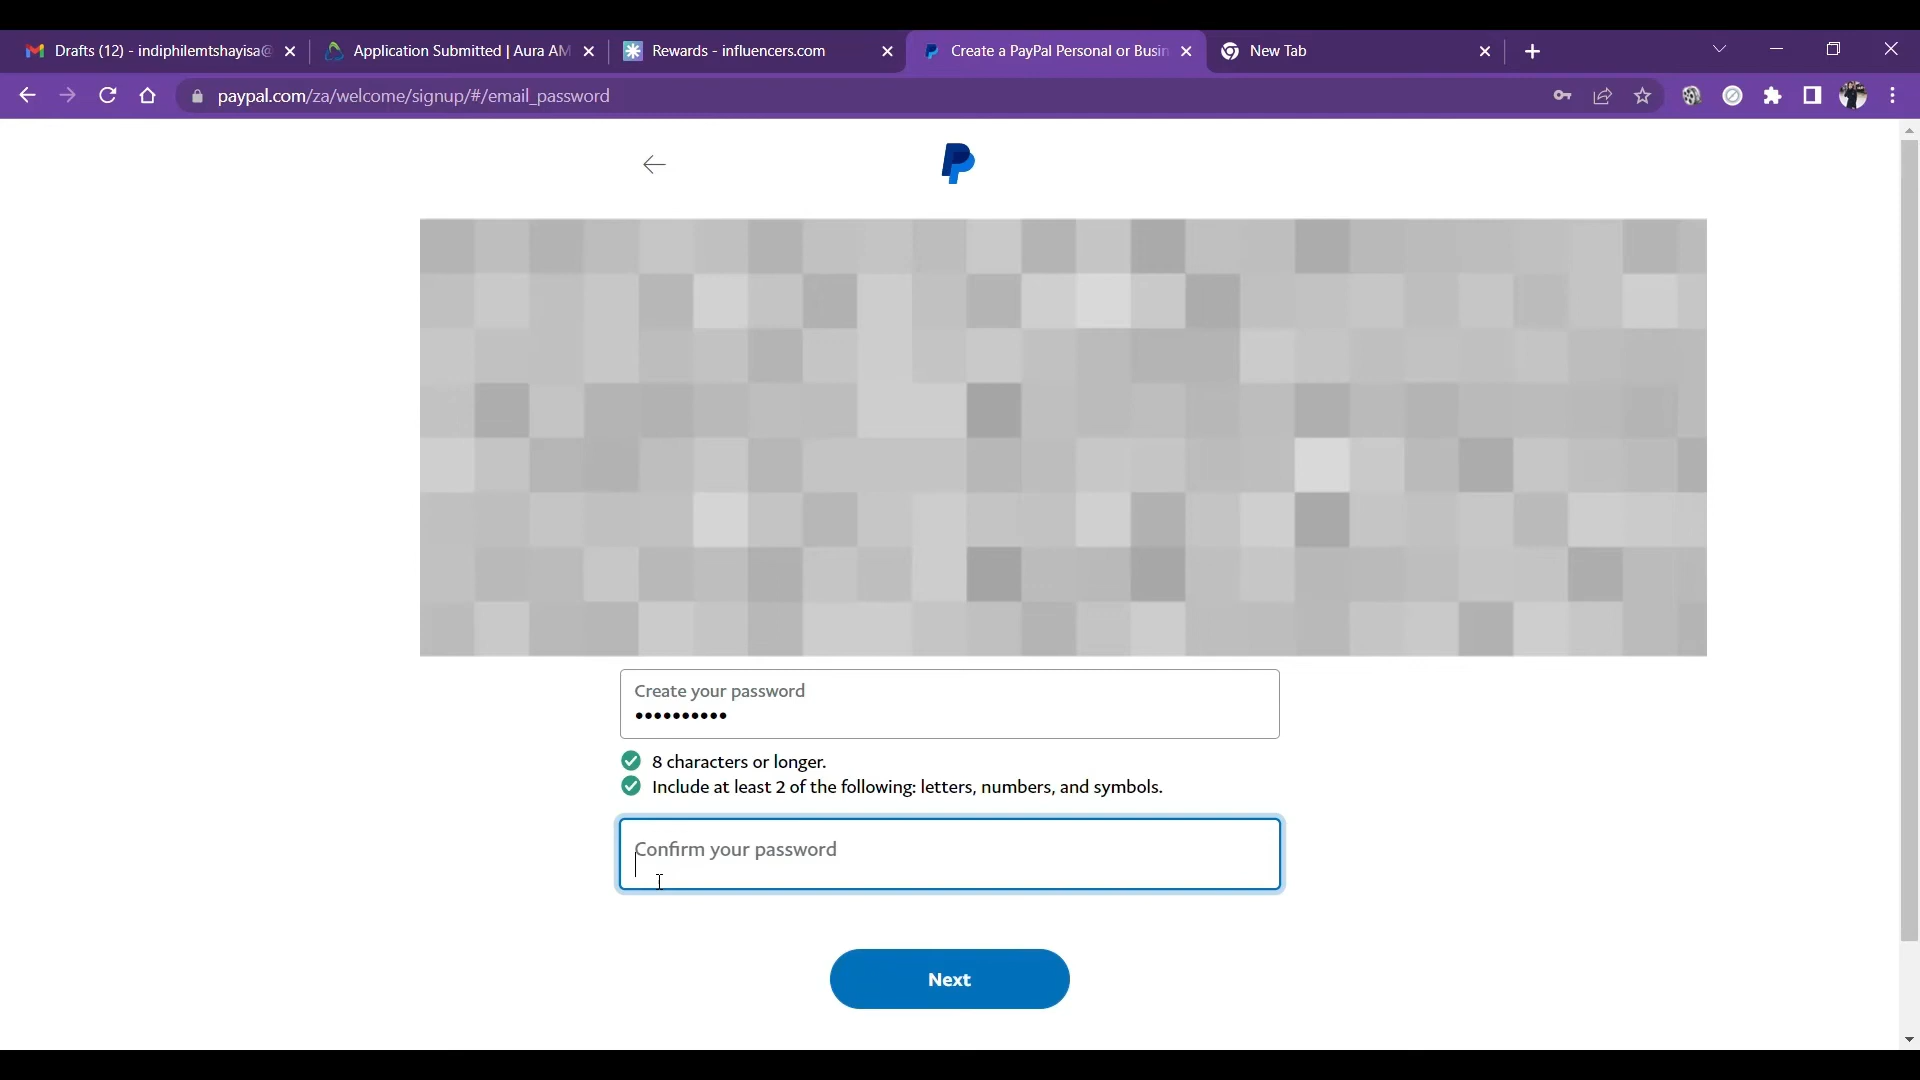 Drafts (12) - indiphilemtshayisa@
Application Submitted | Aura AM
Rewards - influencers.com
Create a PayPal Personal or Busin
New Tab
paypal.com/za/welcome/signup/#/email_password
Create your password
••••••••••
8 characters or longer.
Include at least 2 of the following: letters, numbers, and symbols.
Confirm your password
Next